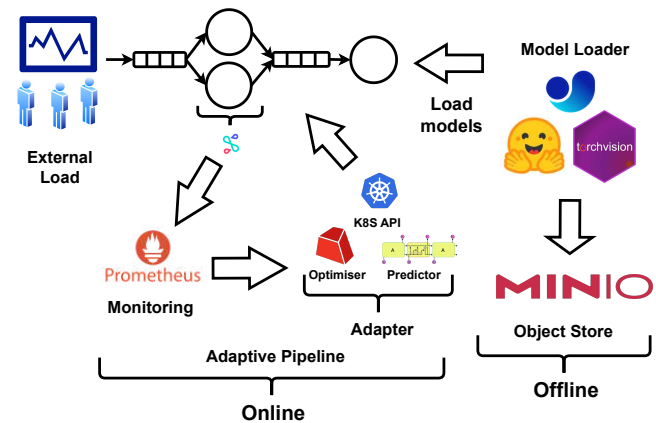 Model Loader
Load
models
torchvision
External
Load
K8S API
Prometheus
Optimiser
Predictor
A
A
MINIO
Monitoring
Adapter
Object Store
Adaptive Pipeline
Offline
Online